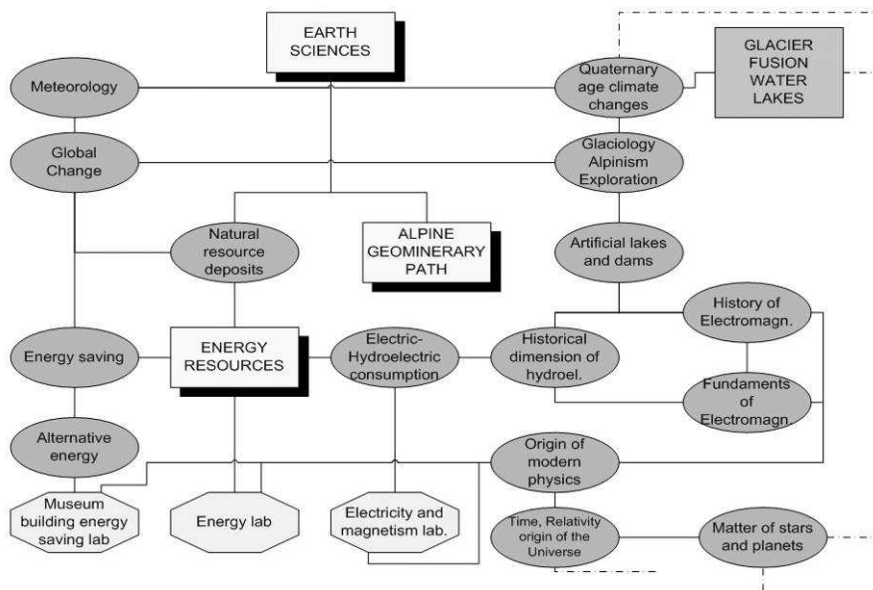 EARTH
SCIENCES
GLACIER
FUSION
WATER
LAKES
Meteorology
Quaternary
age climate
changes
Global
Change
Glaciology
Alpinism
Exploration
Natural
resource
deposits
ALPINE
GEOMINERARY
PATH
Artificial lakes
and dams
History of
Electromagn.
Energy saving
ENERGY
RESOURCES
Electric-
Hydroelectric
consumption
Historical
dimension of
hydroel.
Fundaments
of
Electromagn.
Alternative
energy
Origin of
modern
physics
Museum
building energy
saving lab
Energy lab
Electricity and
magnetism lab.
Time, Relativity
origin of the
Universe
Matter of stars
and planets